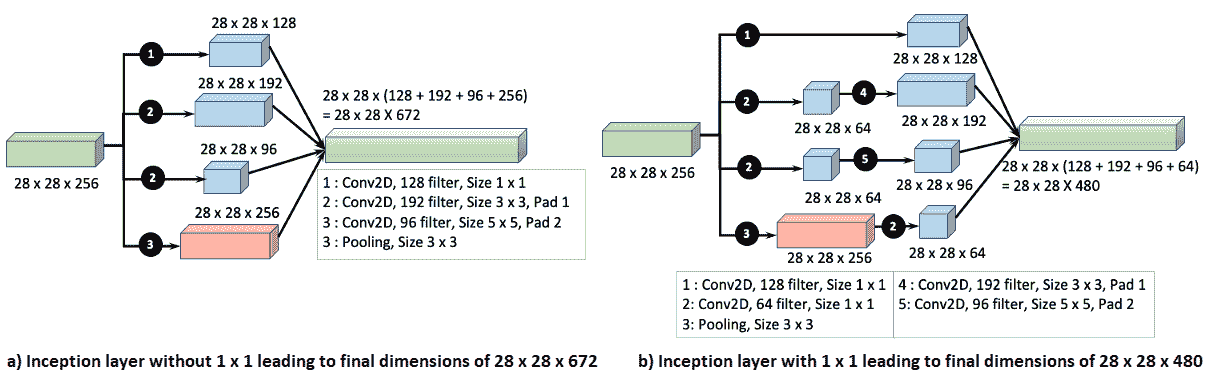 28 x 28 x 128
1
28 x 28 x 192
2
28 x 28 x (128 + 192 + 96 + 256)
= 28 x 28 X 672
28 x 28 x 96
2
28 x 28 x 256
28 x 28 x 256
3
1 : Conv2D, 128 filter, Size 1 x 1
2 : Conv2D, 192 filter, Size 3 x 3, Pad 1
3 : Conv2D, 96 filter, Size 5 x 5, Pad 2
3 : Pooling, Size 3 x 3
a) Inception layer without 1 x 1 leading to final dimensions of 28 x 28 x 672
1
28 x 28 x 128
2
4
28 x 28 x 64
28 x 28 x 192
28 x 28 x 256
2
5
28 x 28 x 64
28 x 28 x 96
28 x 28 x (128 + 192 + 96 + 64)
= 28 x 28 X 480
3
2
28 x 28 x 256
28 x 28 x 64
1 : Conv2D, 128 filter, Size 1 x 1
2: Conv2D, 64 filter, Size 1 x 1
3: Pooling, Size 3 x 3
4 : Conv2D, 192 filter, Size 3 x 3, Pad 1
5: Conv2D, 96 filter, Size 5 x 5, Pad 2
b) Inception layer with 1 x 1 leading to final dimensions of 28 x 28 x 480